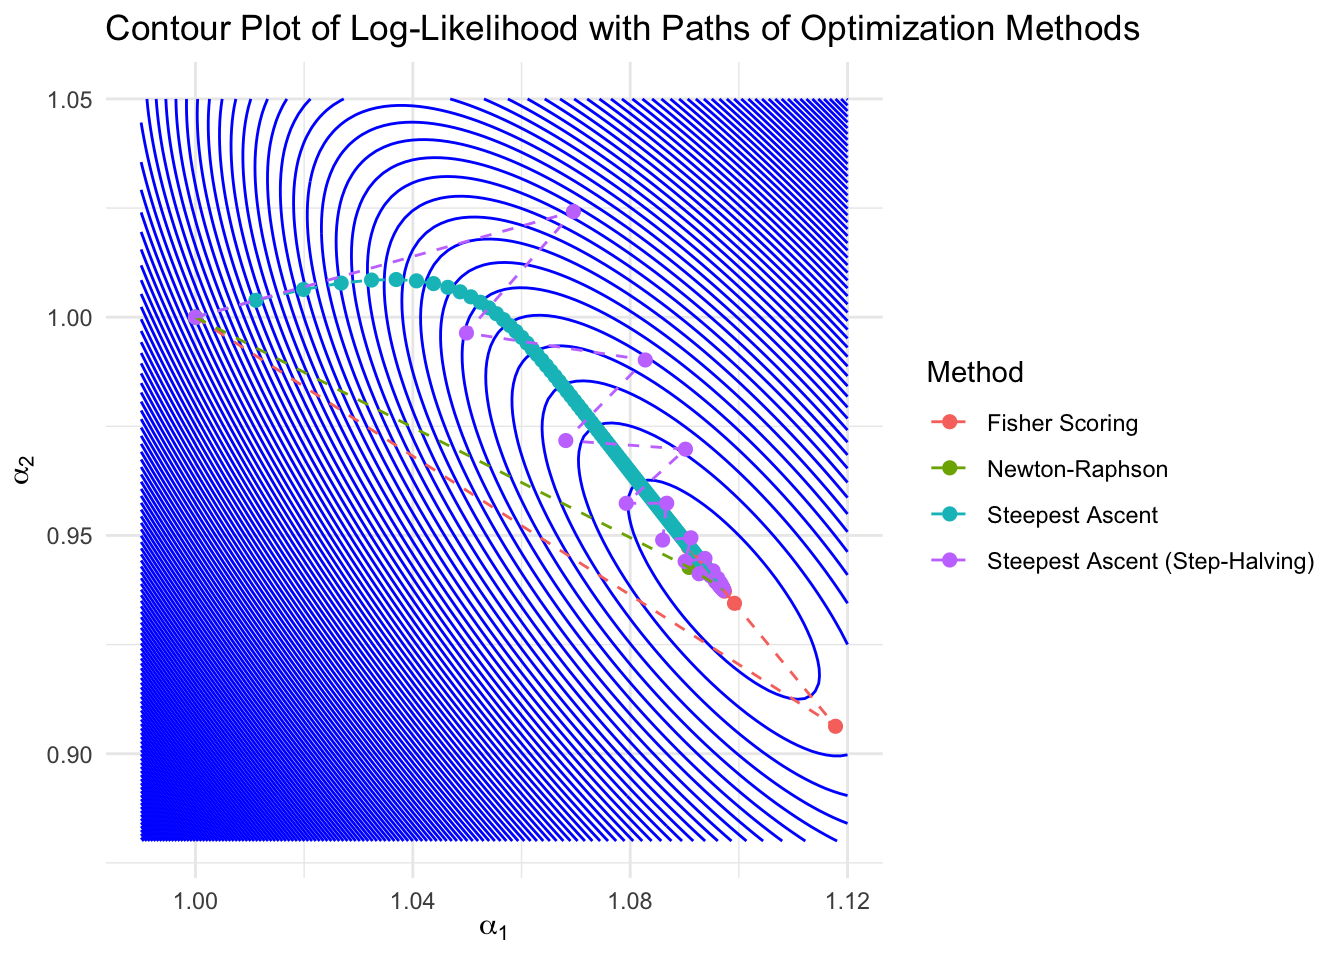 Contour Plot of Log-Likelihood with Paths of Optimization Methods
1.05
1.00
0.95
0.90
α2
1.00 1.04 1.08 1.12
α1
Method
Fisher Scoring
Newton-Raphson
Steepest Ascent
Steepest Ascent (Step-Halving)